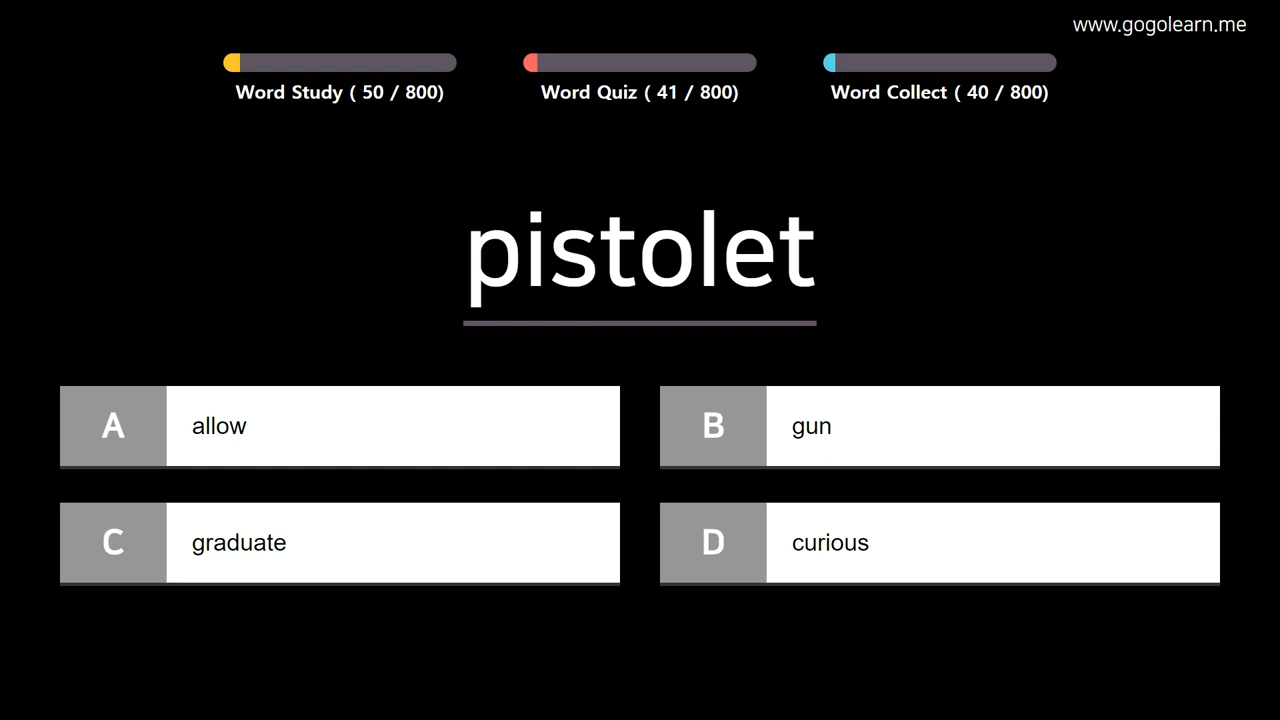 www.gogolearn.me
Word Study ( 50 / 800)
Word Quiz ( 41 / 800)
Word Collect ( 40 / 800)
pistolet
A allow
B gun
C graduate
D curious